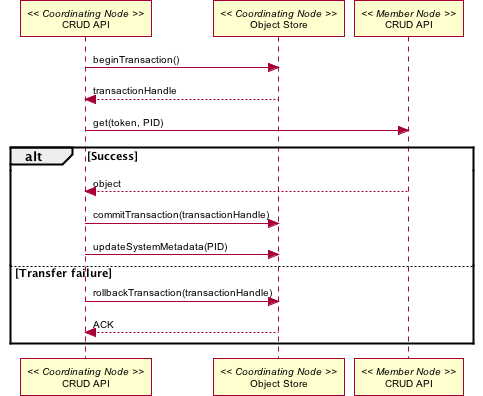 << Coordinating Node >>
CRUD API
<< Coordinating Node >>
Object Store
<< Member Node >>
CRUD API
beginTransaction()
transactionHandle
get(token, PID)
alt
[Success]
object
commitTransaction(transactionHandle)
updateSystemMetadata(PID)
[Transfer failure]
rollbackTransaction(transactionHandle)
ACK
<< Coordinating Node >>
CRUD API
<< Coordinating Node >>
Object Store
<< Member Node >>
CRUD API